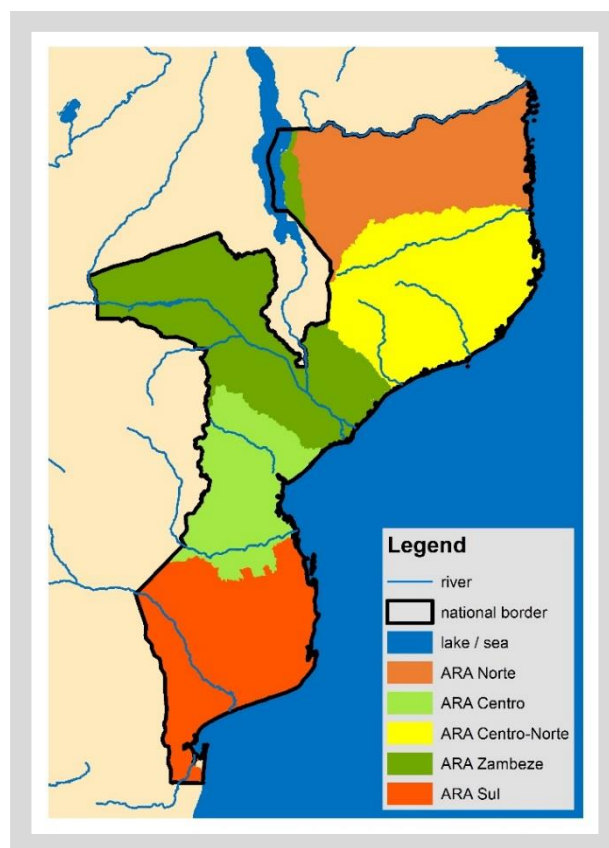 Legend
river
national border
lake / sea
ARA Norte
ARA Centro
ARA Centro-Norte
ARA Zambeze
ARA Sul